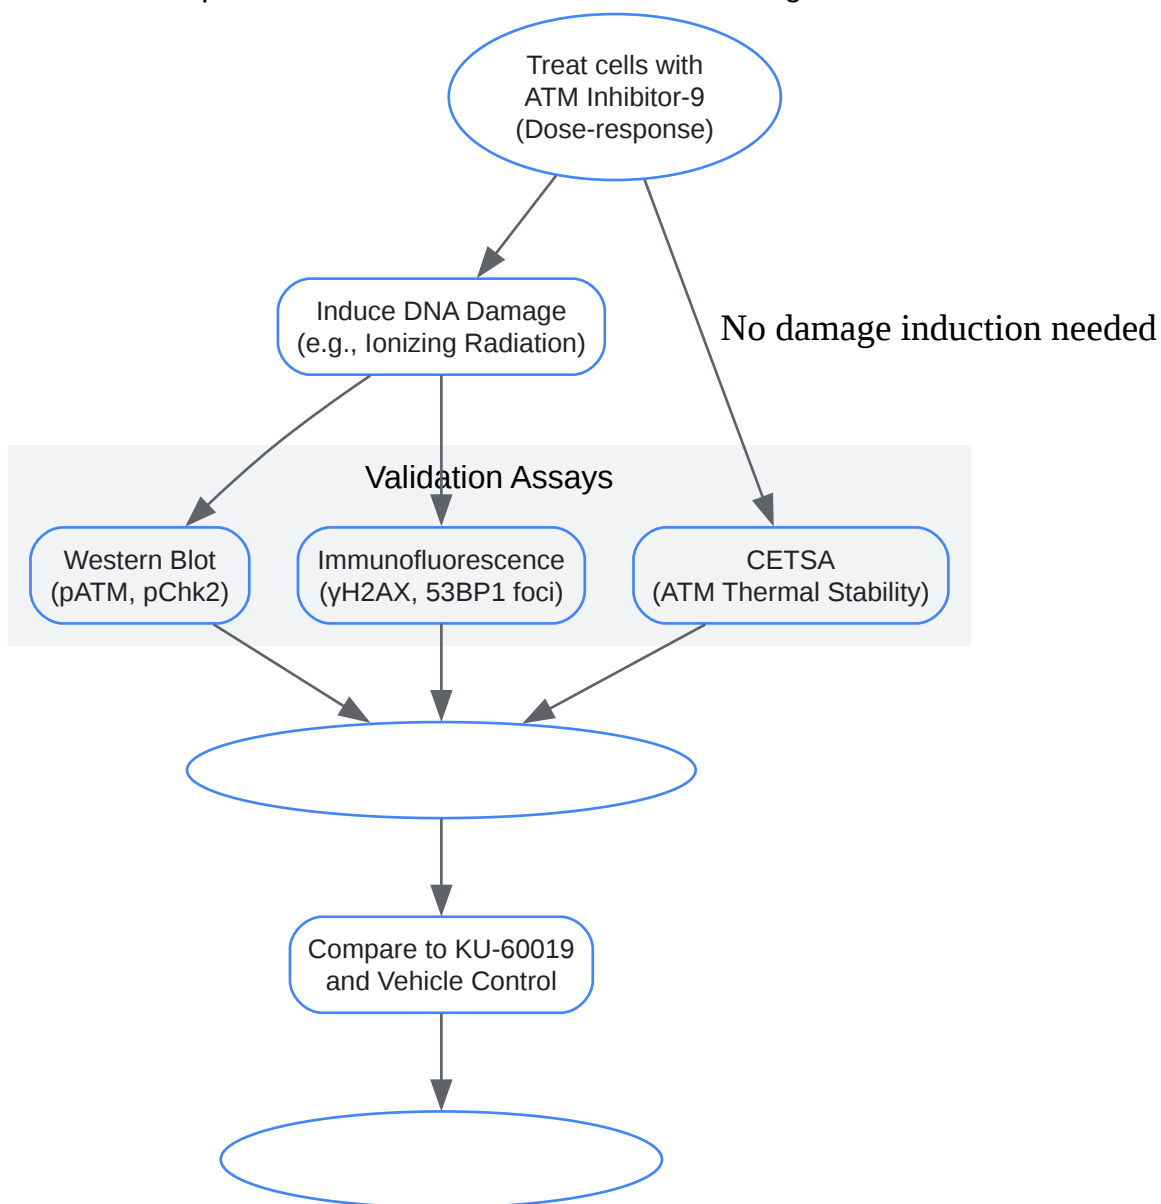 Treat cells with
ATM Inhibitor-9
(Dose-response)
Induce DNA Damage
(e.g., Ionizing Radiation)
No damage induction needed
Validation Assays
Western Blot
(pATM, pChk2)
Immunofluorescence
(γH2AX, 53BP1 foci)
CETSA
(ATM Thermal Stability)
Compare to KU-60019
and Vehicle Control